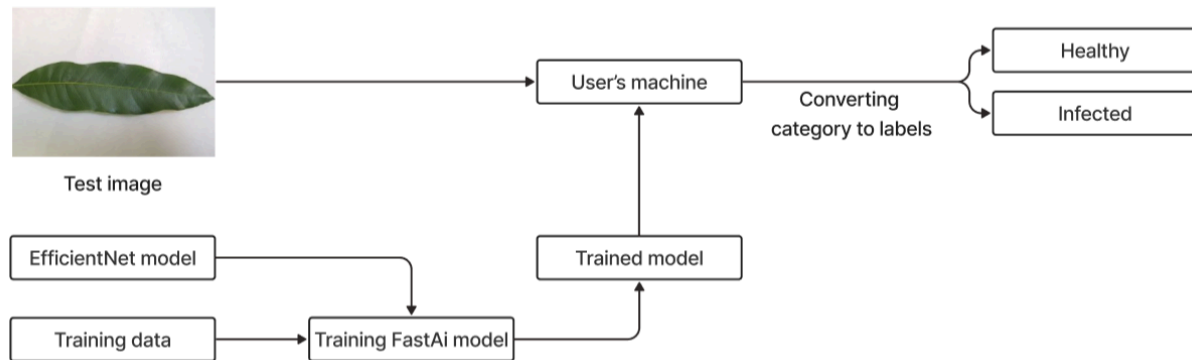 Healthy
User's machine
Converting
category to labels
Infected
Test image
EfficientNet model
Trained model
Training data
Training FastAi model